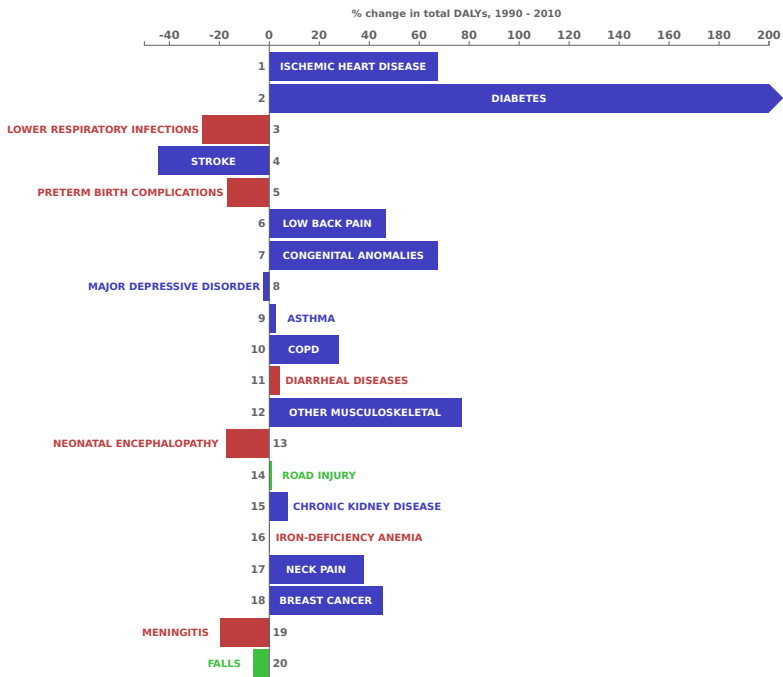 % change in total DALYs, 1990 - 2010
-40 -20 0 20 40 60 80 100 120 140 160 180 200
1 ISCHEMIC HEART DISEASE
2 DIABETES
LOWER RESPIRATORY INFECTIONS 3
STROKE 4
PRETERM BIRTH COMPLICATIONS 5
6 LOW BACK PAIN
7 CONGENITAL ANOMALIES
MAJOR DEPRESSIVE DISORDER 8
9 ASTHMA
10 COPD
11 DIARRHEAL DISEASES
12 OTHER MUSCULOSKELETAL
NEONATAL ENCEPHALOPATHY 13
14 ROAD INJURY
15 CHRONIC KIDNEY DISEASE
16 IRON-DEFICIENCY ANEMIA
17 NECK PAIN
18 BREAST CANCER
MENINGITIS 19
FALLS 20